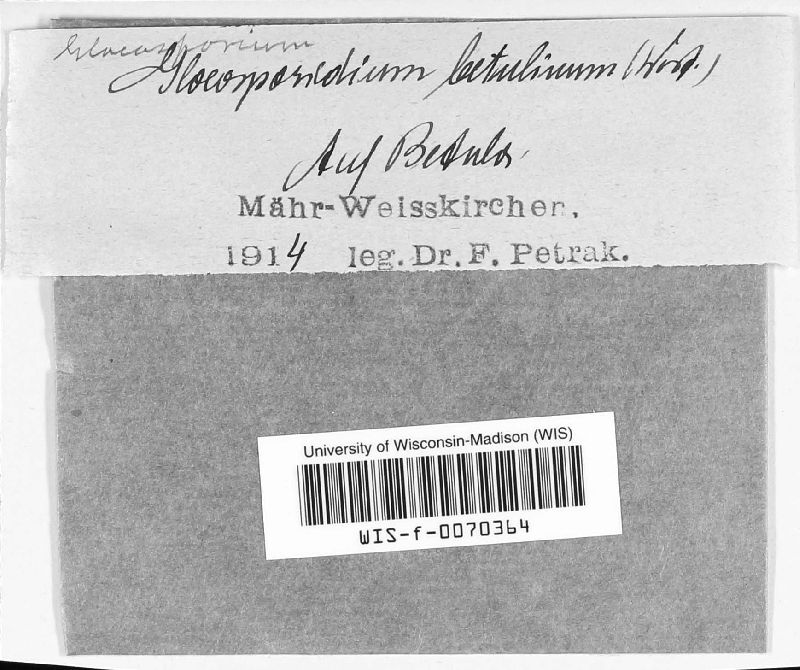 Gloeosporium
Gloeosporidium betulinum (West.)
Auf Betula.
Mähr-Weisskirchen,
1914 leg. Dr. F. Petrak.
University of Wisconsin-Madison (WIS)
WIS-f-0070364